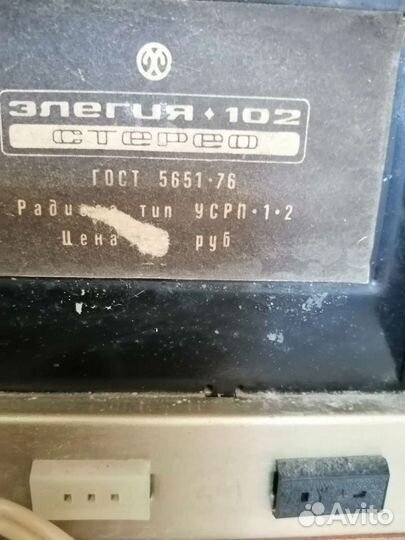 элегия • 102
стерео
ГОСТ 5651-76
тип УСРП•1•2
Цена руб
Avito